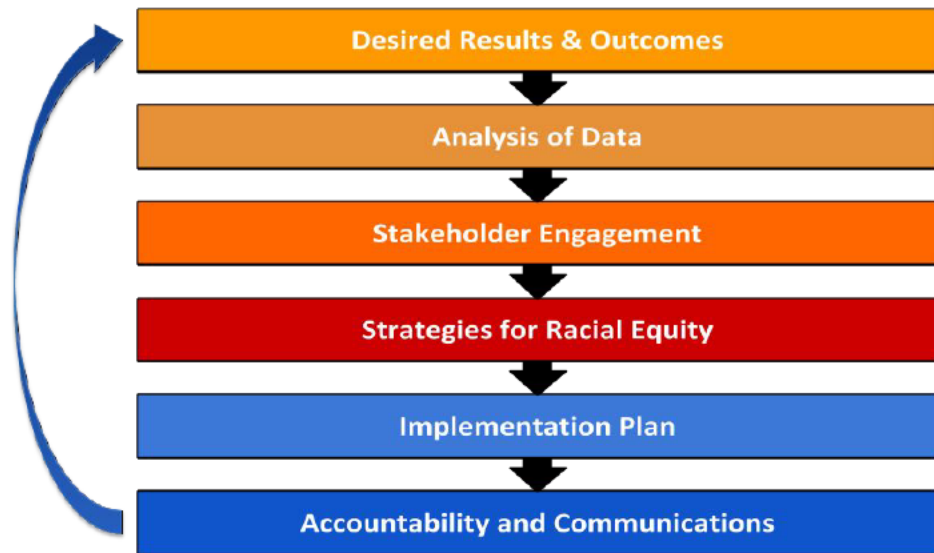 Desired Results & Outcomes
Analysis of Data
Stakeholder Engagement
Strategies for Racial Equity
Implementation Plan
Accountability and Communications